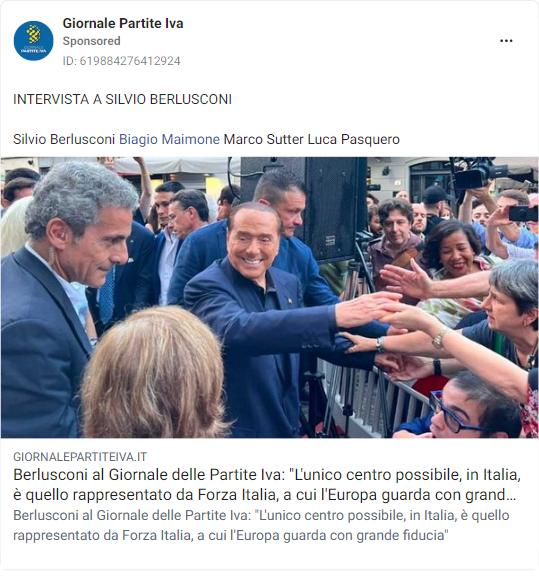 Giornale Partite Iva
Sponsored
ID: 619884276412924
INTERVISTA A SILVIO BERLUSCONI
Silvio Berlusconi Biagio Maimone Marco Sutter Luca Pasquero
GIORNALEPARTITEIVA.IT
Berlusconi al Giornale delle Partite Iva: "L'unico centro possibile, in Italia,
è quello rappresentato da Forza Italia, a cui l'Europa guarda con grand...
Berlusconi al Giornale delle Partite Iva: "L'unico centro possibile, in Italia, è quello
rappresentato da Forza Italia, a cui l'Europa guarda con grande fiducia"